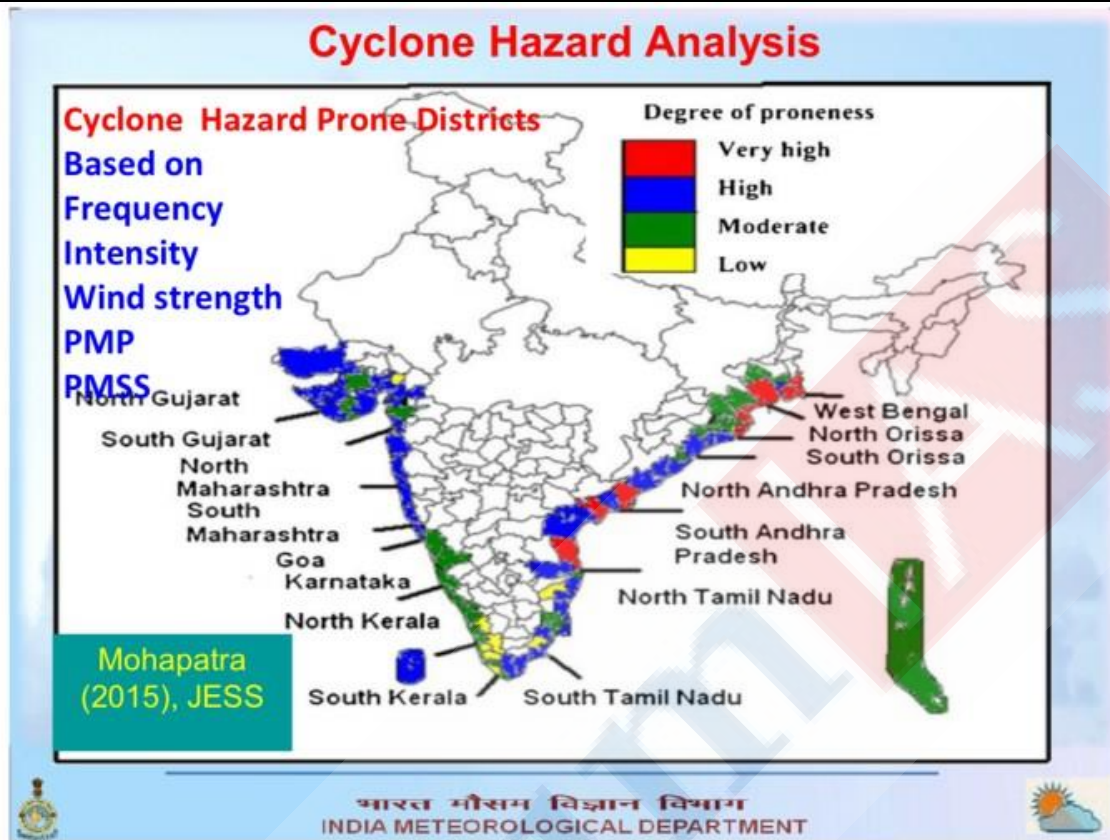 Cyclone Hazard Analysis
Cyclone Hazard Prone Districts
Based on
Frequency
Intensity
Wind strength
PMP
PMSS
Degree of proneness
Very high
High
Moderate
Low
North Gujarat
South Gujarat
North
Maharashtra
South
Maharashtra
Goa
Karnataka
North Kerala
South Kerala
West Bengal
North Orissa
South Orissa
North Andhra Pradesh
South Andhra
Pradesh
North Tamil Nadu
South Tamil Nadu
Mohapatra
(2015), JESS
भारत मौसम विज्ञान विभाग
INDIA METEOROLOGICAL DEPARTMENT